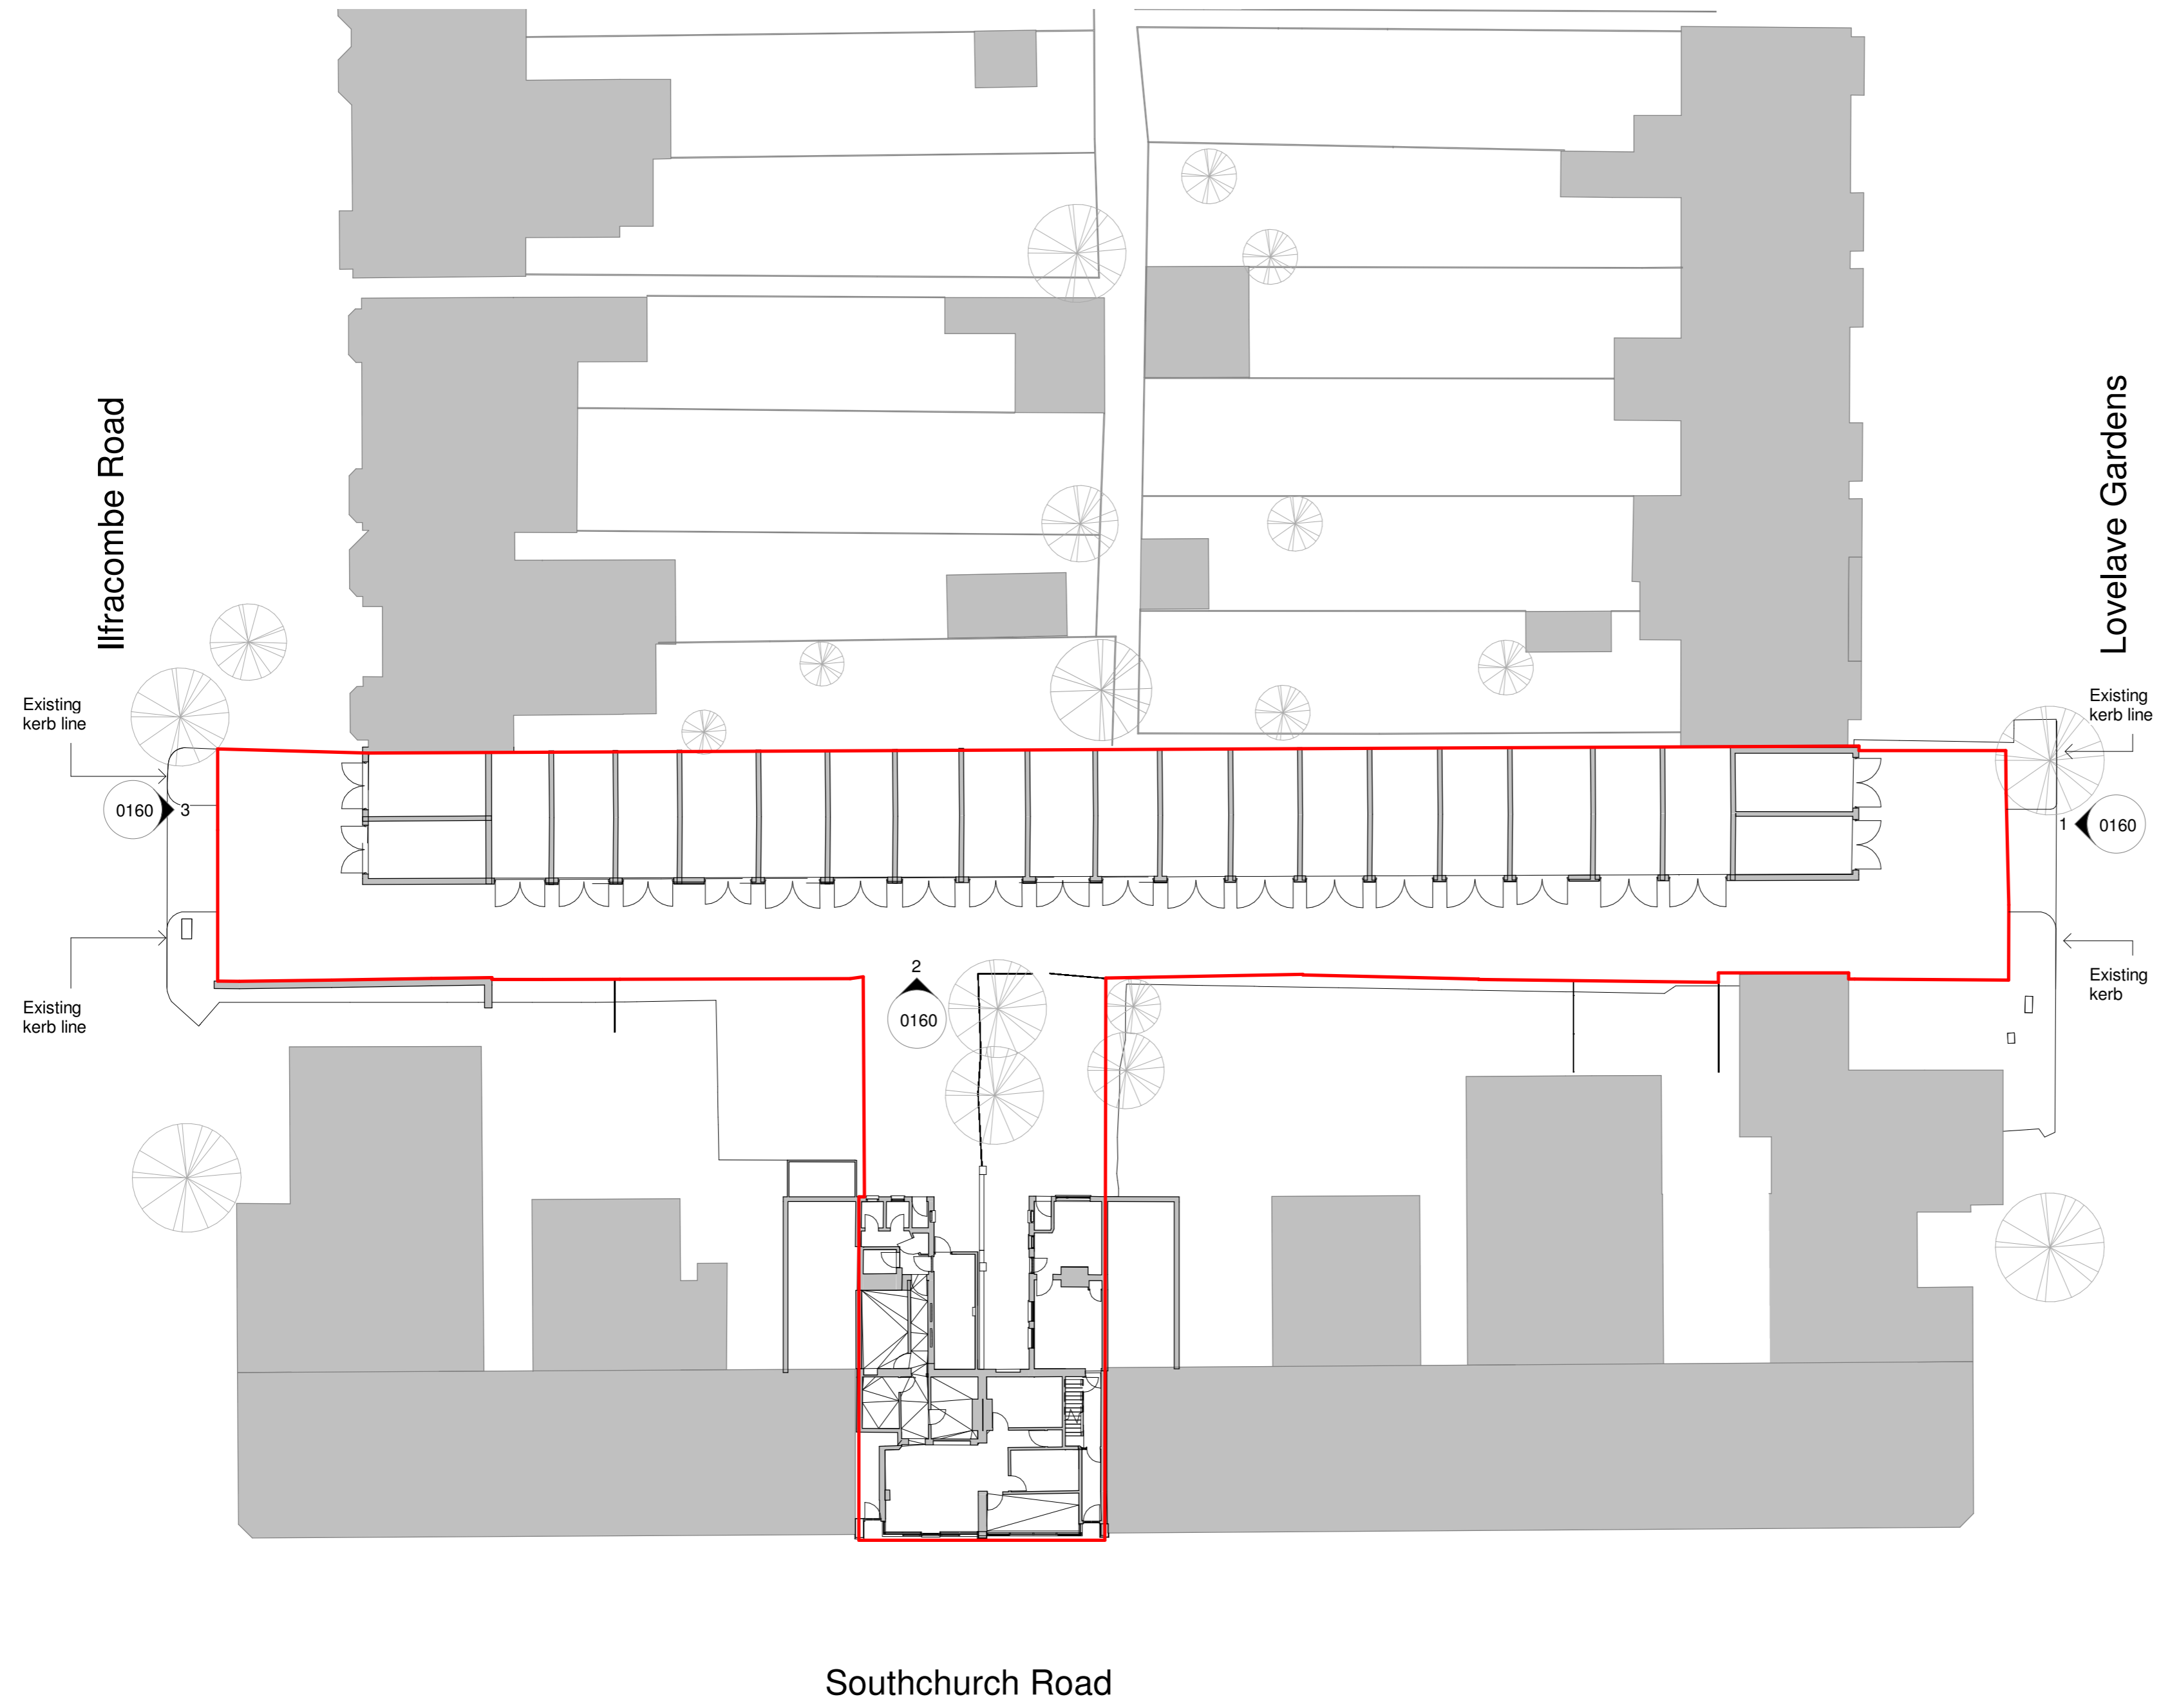 Ilfracombe Road
Lovelave Gardens
Existing
kerb line
Existing
kerb line
0160
3
1
0160
2
0160
Existing
kerb line
Existing
kerb
Southchurch Road